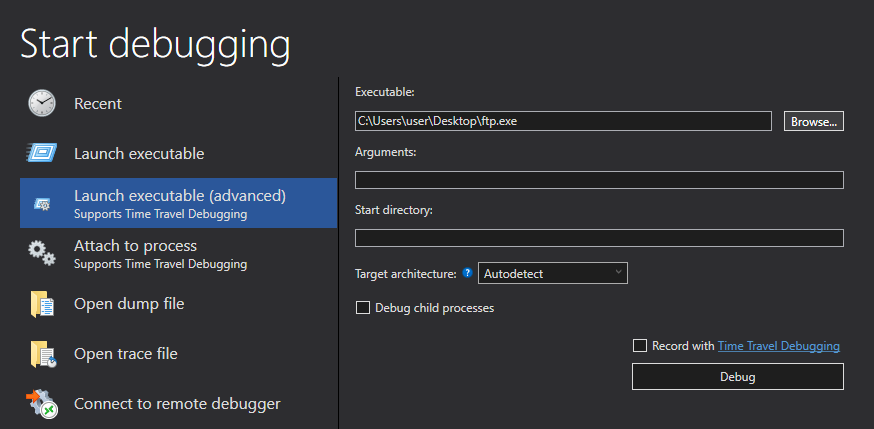 Start debugging
Recent
Launch executable
Launch executable (advanced)
Supports Time Travel Debugging
Attach to process
Supports Time Travel Debugging
Open dump file
Open trace file
Connect to remote debugger
Executable:
C:\Users\user\Desktop\ftp.exe
Browse...
Arguments:
Start directory:
Target architecture: ? Autodetect
Debug child processes
Record with Time Travel Debugging
Debug